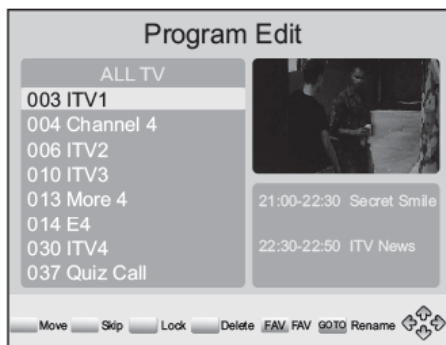 Program Edit
ALL TV
003 ITV1
004 Channel 4
006 ITV2
010 ITV3
013 More 4
014 E4
030 ITV4
037 Quiz Call
21:00-22:30 Secret Smile
22:30-22:50 ITV News
Move Skip Lock Delete FAV FAV GOTO Rename